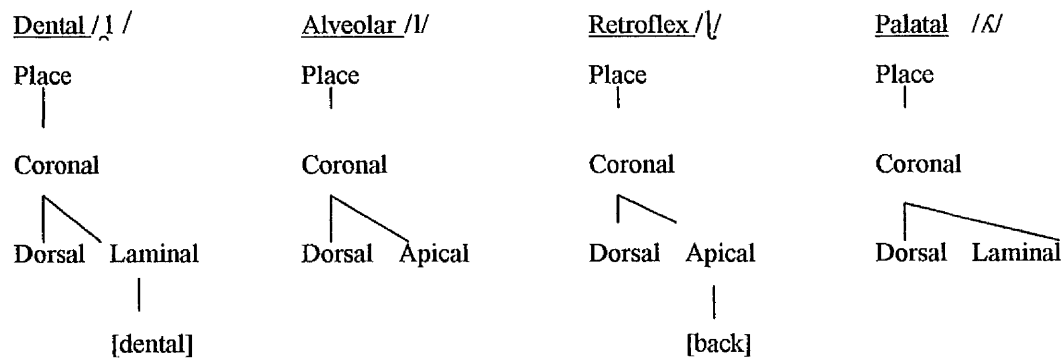 Dental /l̪ / Alveolar /l/ Retroflex /ɭ/ Palatal /ʎ/
Place Place Place Place
Coronal Coronal Coronal Coronal
Dorsal Laminal Dorsal Apical Dorsal Apical Dorsal Laminal
[dental] [back]